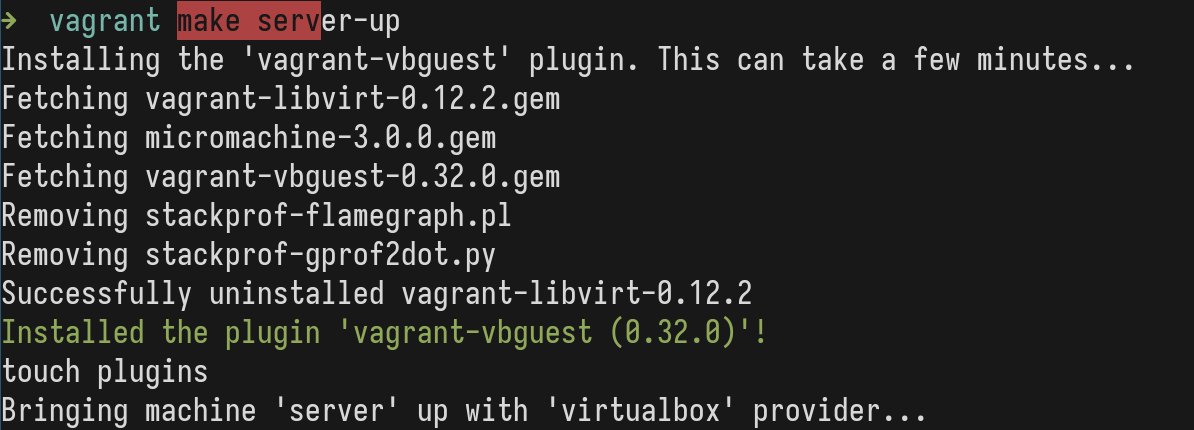 → vagrant make server-up
Installing the 'vagrant-vbguest' plugin. This can take a few minutes...
Fetching vagrant-libvirt-0.12.2.gem
Fetching micromachine-3.0.0.gem
Fetching vagrant-vbguest-0.32.0.gem
Removing stackprof-flamegraph.pl
Removing stackprof-gprof2dot.py
Successfully uninstalled vagrant-libvirt-0.12.2
Installed the plugin 'vagrant-vbguest (0.32.0)'!
touch plugins
Bringing machine 'server' up with 'virtualbox' provider...